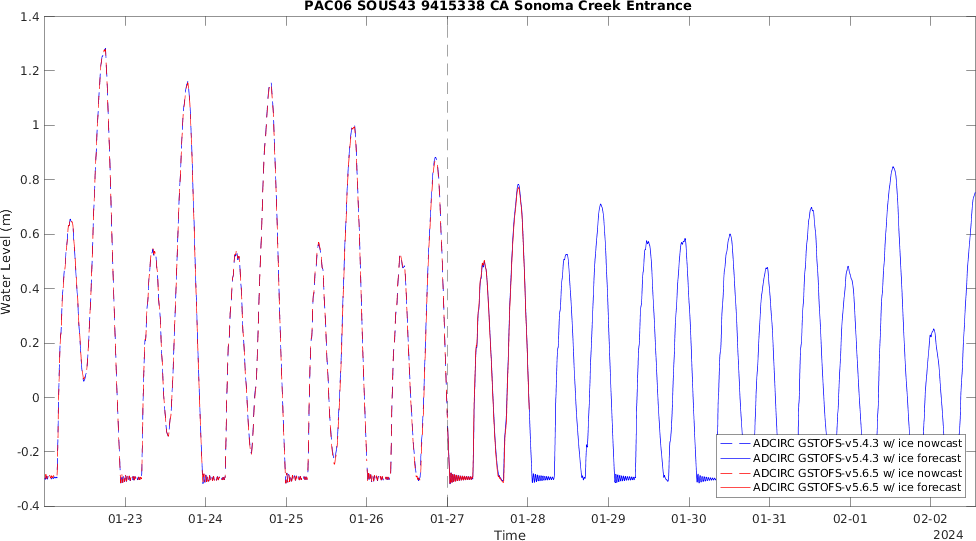 PAC06 SOUS43 9415338 CA Sonoma Creek Entrance
1.4
1.2
1
0.8
0.6
0.4
0.2
0
-0.2
-0.4
Water Level (m)
ADCIRC GSTOFS-v5.4.3 w/ ice nowcast
ADCIRC GSTOFS-v5.4.3 w/ ice forecast
ADCIRC GSTOFS-v5.6.5 w/ ice nowcast
ADCIRC GSTOFS-v5.6.5 w/ ice forecast
01-23 01-24 01-25 01-26 01-27 01-28 01-29 01-30 01-31 02-01 02-02
Time
2024